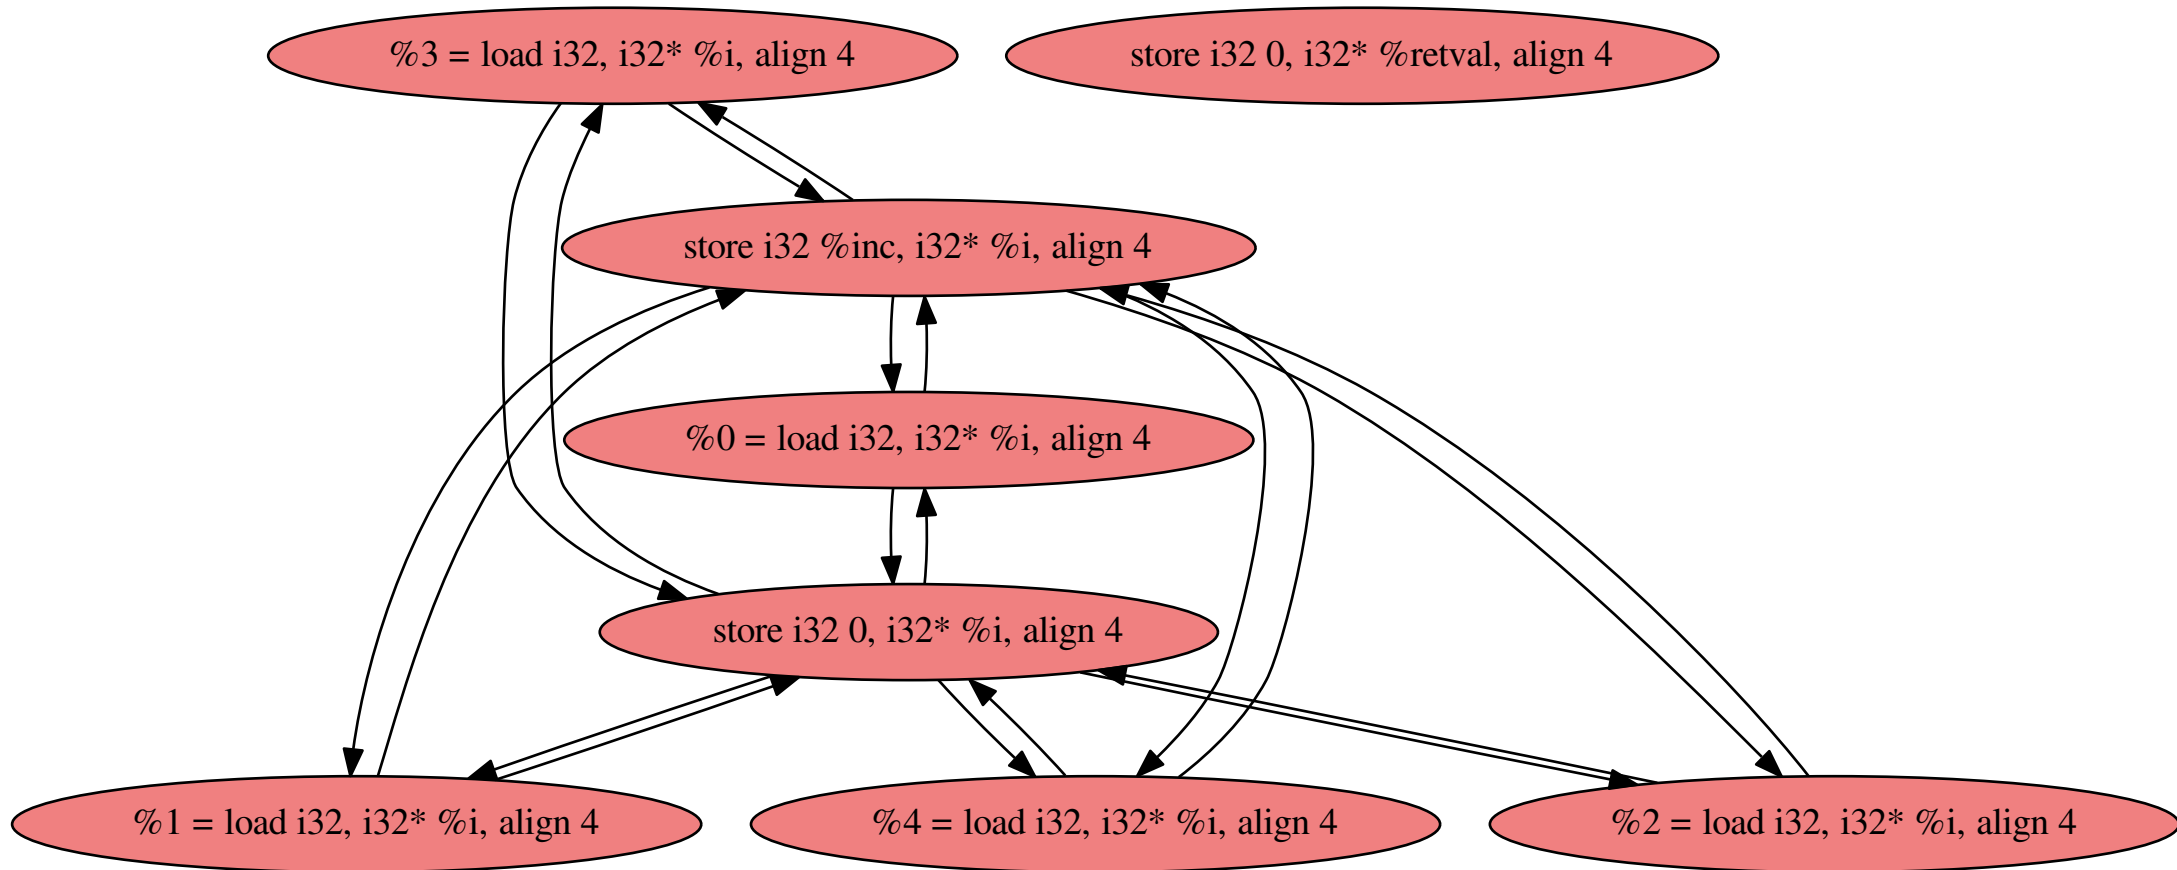 %3 = load i32, i32* %i, align 4
store i32 0, i32* %retval, align 4
store i32 %inc, i32* %i, align 4
%0 = load i32, i32* %i, align 4
store i32 0, i32* %i, align 4
%1 = load i32, i32* %i, align 4
%4 = load i32, i32* %i, align 4
%2 = load i32, i32* %i, align 4